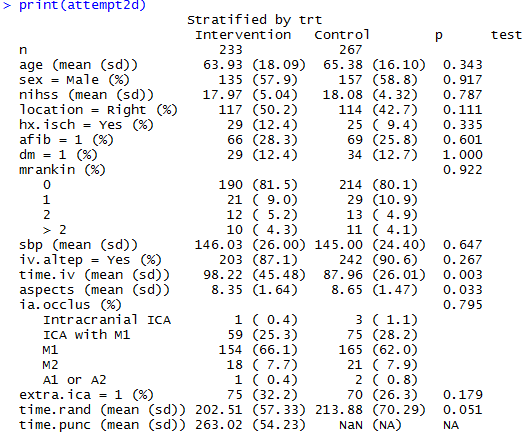 > print(attempt2d)
Stratified by trt
Intervention Control p test
n 233 267
age (mean (sd)) 63.93 (18.09) 65.38 (16.10) 0.343
sex = Male (%) 135 (57.9) 157 (58.8) 0.917
nihss (mean (sd)) 17.97 (5.04) 18.08 (4.32) 0.787
location = Right (%) 117 (50.2) 114 (42.7) 0.111
hx.isch = Yes (%) 29 (12.4) 25 ( 9.4) 0.335
afib = 1 (%) 66 (28.3) 69 (25.8) 0.601
dm = 1 (%) 29 (12.4) 34 (12.7) 1.000
mrankin (%) 0.922
0 190 (81.5) 214 (80.1)
1 21 ( 9.0) 29 (10.9)
2 12 ( 5.2) 13 ( 4.9)
> 2 10 ( 4.3) 11 ( 4.1)
sbp (mean (sd)) 146.03 (26.00) 145.00 (24.40) 0.647
iv.altep = Yes (%) 203 (87.1) 242 (90.6) 0.267
time.iv (mean (sd)) 98.22 (45.48) 87.96 (26.01) 0.003
aspects (mean (sd)) 8.35 (1.64) 8.65 (1.47) 0.033
ia.occlus (%) 0.795
Intracranial ICA 1 ( 0.4) 3 ( 1.1)
ICA with M1 59 (25.3) 75 (28.2)
M1 154 (66.1) 165 (62.0)
M2 18 ( 7.7) 21 ( 7.9)
A1 or A2 1 ( 0.4) 2 ( 0.8)
extra.ica = 1 (%) 75 (32.2) 70 (26.3) 0.179
time.rand (mean (sd)) 202.51 (57.33) 213.88 (70.29) 0.051
time.punc (mean (sd)) 263.02 (54.23) NaN (NA) NA